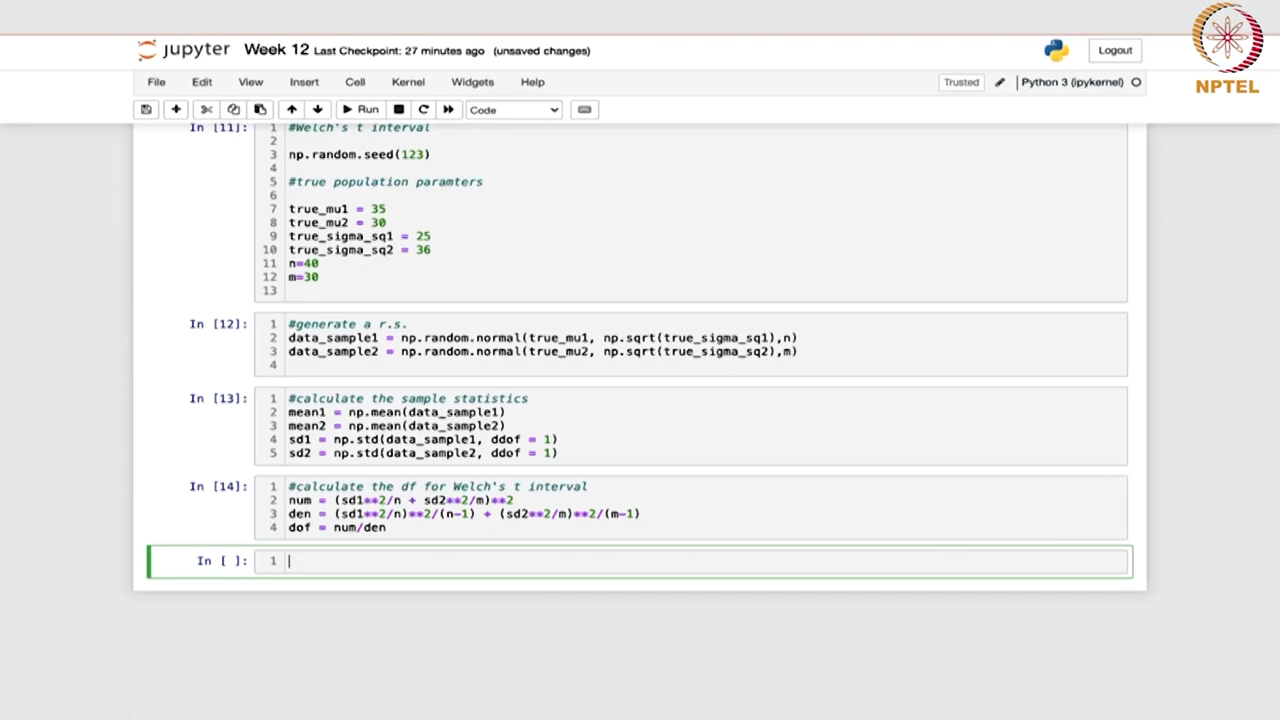 jupyter Week 12 Last Checkpoint: 27 minutes ago (unsaved changes) Logout
NPTEL
File Edit View Insert Cell Kernel Widgets Help Trusted Python 3 (ipykernel)
Run Code
In [11]: 1 #Welch's t interval
2
3 np.random.seed(123)
4
5 #true population paramters
6
7 true_mu1 = 35
8 true_mu2 = 30
9 true_sigma_sq1 = 25
10 true_sigma_sq2 = 36
11 n=40
12 m=30
13
In [12]: 1 #generate a r.s.
2 data_sample1 = np.random.normal(true_mu1, np.sqrt(true_sigma_sq1),n)
3 data_sample2 = np.random.normal(true_mu2, np.sqrt(true_sigma_sq2),m)
4
In [13]: 1 #calculate the sample statistics
2 mean1 = np.mean(data_sample1)
3 mean2 = np.mean(data_sample2)
4 sd1 = np.std(data_sample1, ddof = 1)
5 sd2 = np.std(data_sample2, ddof = 1)
In [14]: 1 #calculate the df for Welch's t interval
2 num = (sd1**2/n + sd2**2/m)**2
3 den = (sd1**2/n)**2/(n-1) + (sd2**2/m)**2/(m-1)
4 dof = num/den
In [ ]: 1